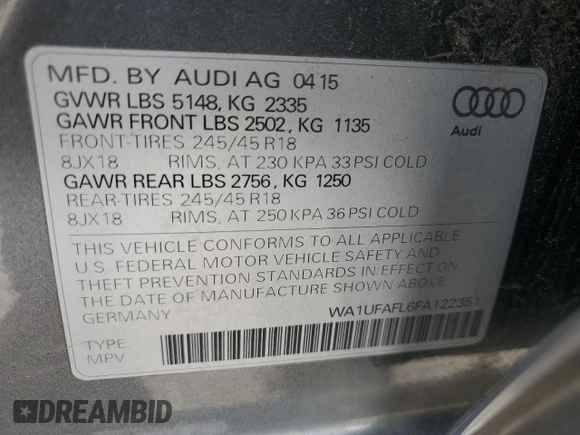 MFD. BY AUDI AG 04 15
GVWR LBS 5148, KG 2335
GAWR FRONT LBS 2502, KG 1135
FRONT-TIRES 245/45 R18
8JX18 RIMS, AT 230 KPA 33 PSI COLD
GAWR REAR LBS 2756, KG 1250
REAR-TIRES 245/45 R18
8JX18 RIMS, AT 250 KPA 36 PSI COLD
Audi
THIS VEHICLE CONFORMS TO ALL APPLICABLE
U.S. FEDERAL MOTOR VEHICLE SAFETY AND
THEFT PREVENTION STANDARDS IN EFFECT ON
THE DATE OF MANUFACTURE SHOWN ABOVE.
GERMANY
WA1UFAFL6FA122351
TYPE:
MPV
DREAMBID